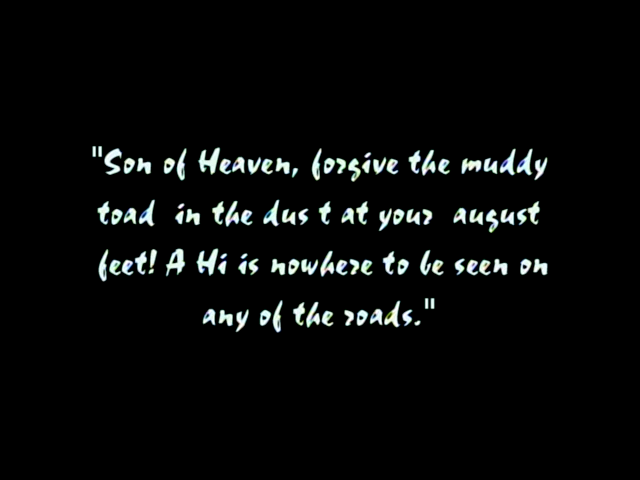 "Son of Heaven, forgive the muddy
toad in the dus t at your august
feet! A Hi is nowhere to be seen on
any of the roads."